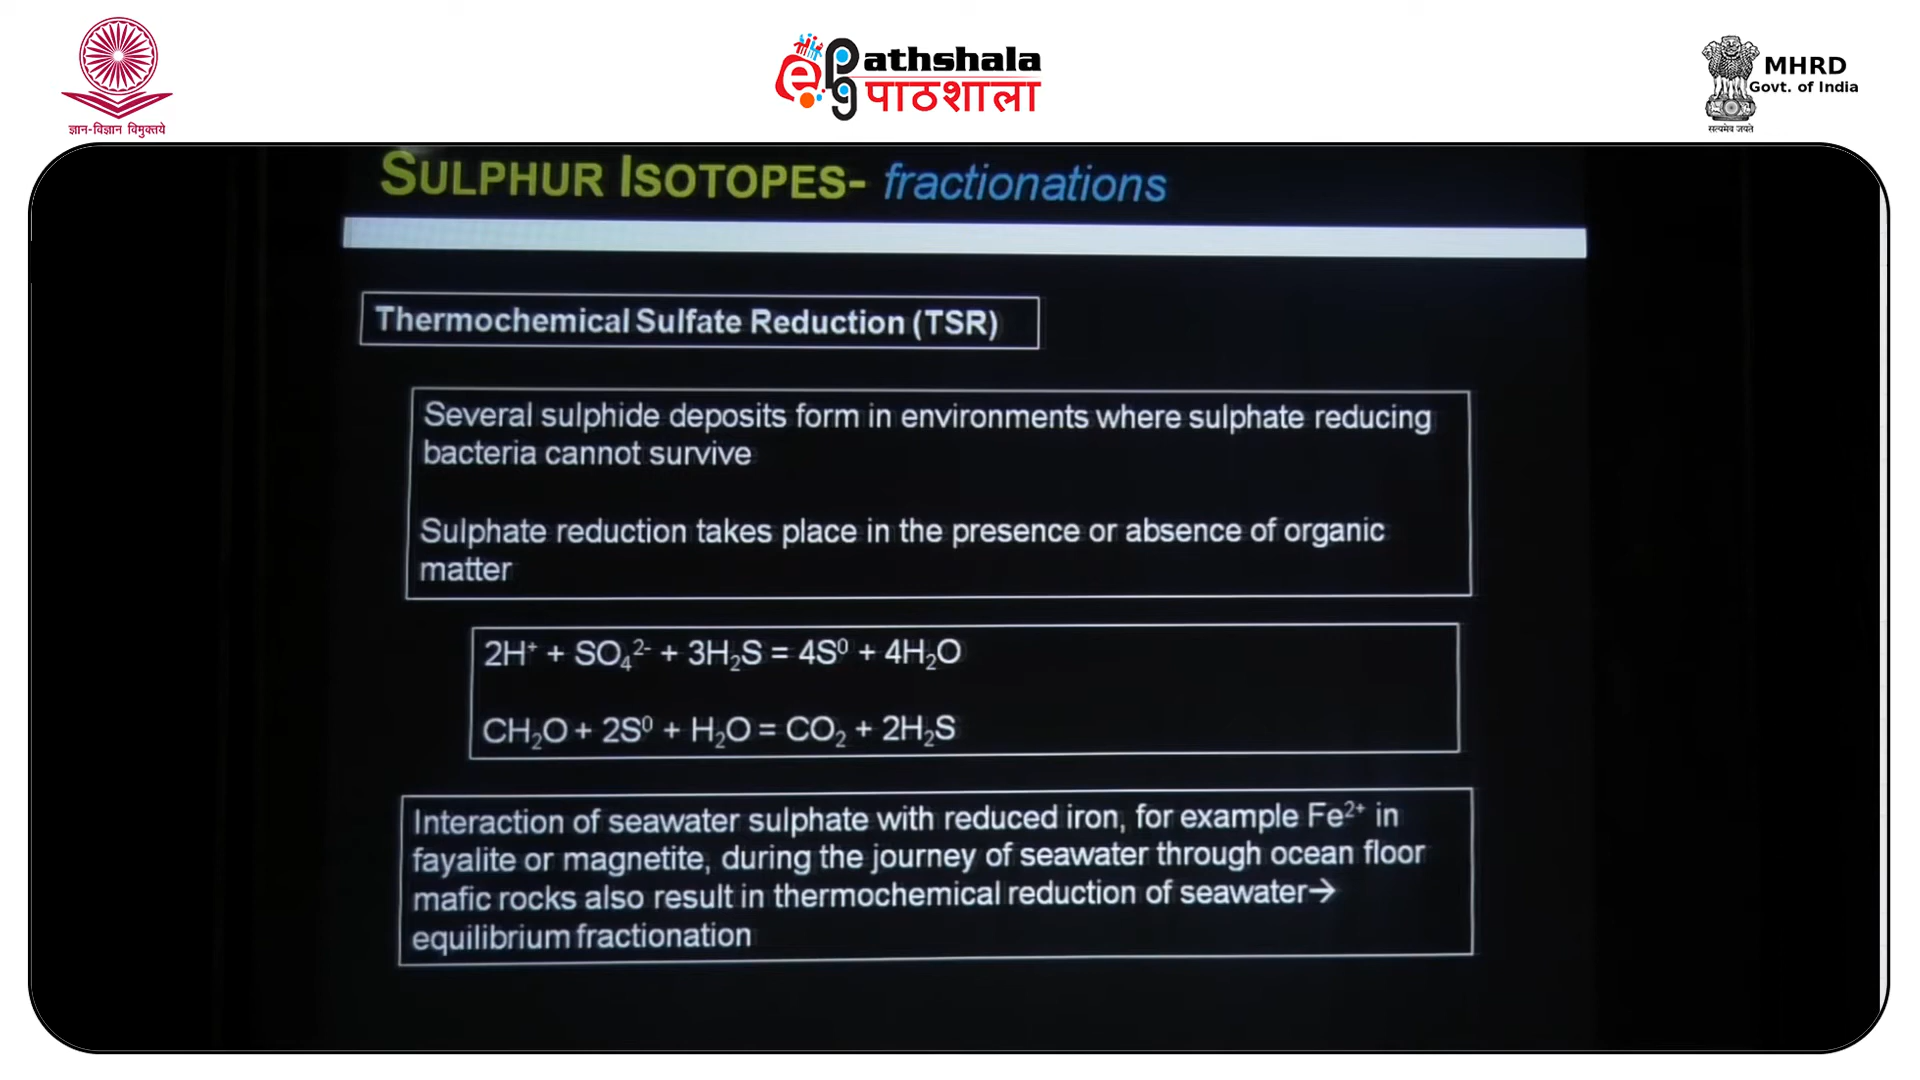 ज्ञान-विज्ञान विमुक्तये
ePathshala
पाठशाला
pg
MHRD
Govt. of India
सत्यमेव जयते
SULPHUR ISOTOPES- fractionations
Thermochemical Sulfate Reduction (TSR)
Several sulphide deposits form in environments where sulphate reducing
bacteria cannot survive
Sulphate reduction takes place in the presence or absence of organic
matter
2H⁺ + SO₄²⁻ + 3H₂S = 4S⁰ + 4H₂O
CH₂O + 2S⁰ + H₂O = CO₂ + 2H₂S
Interaction of seawater sulphate with reduced iron, for example Fe²⁺ in
fayalite or magnetite, during the journey of seawater through ocean floor
mafic rocks also result in thermochemical reduction of seawater→
equilibrium fractionation